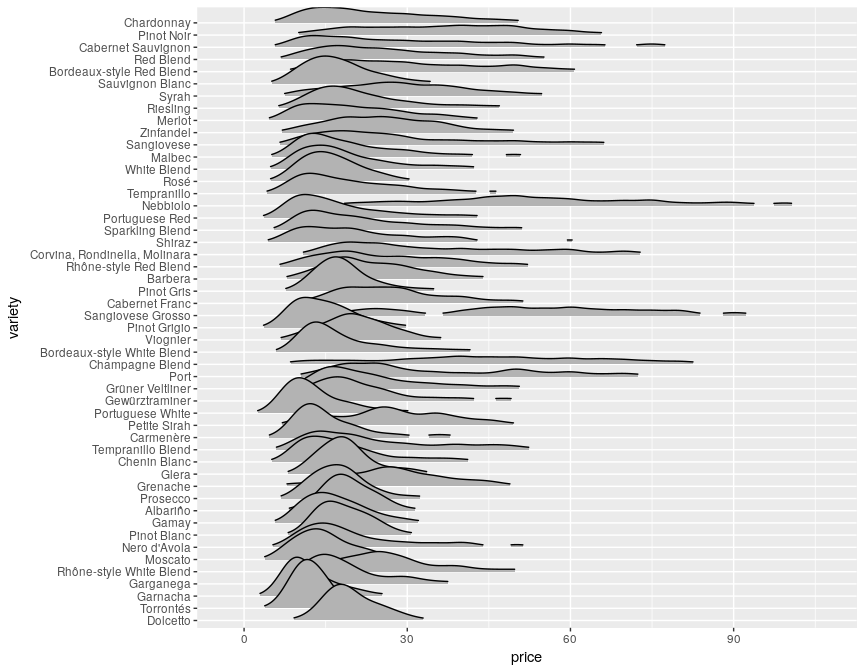 Chardonnay
Pinot Noir
Cabernet Sauvignon
Red Blend
Bordeaux-style Red Blend
Sauvignon Blanc
Syrah
Riesling
Merlot
Zinfandel
Sangiovese
Malbec
White Blend
Rosé
Tempranillo
Nebbiolo
Portuguese Red
Sparkling Blend
Shiraz
Corvina, Rondinella, Molinara
Rhône-style Red Blend
Barbera
Pinot Gris
Cabernet Franc
Sangiovese Grosso
Pinot Grigio
Viognier
Bordeaux-style White Blend
Champagne Blend
Port
Grüner Veltliner
Gewürztraminer
Portuguese White
Petite Sirah
Carmenère
Tempranillo Blend
Chenin Blanc
Glera
Grenache
Prosecco
Albariño
Gamay
Pinot Blanc
Nero d'Avola
Moscato
Rhône-style White Blend
Garganega
Garnacha
Torrontés
Dolcetto
variety
0 30 60 90
price